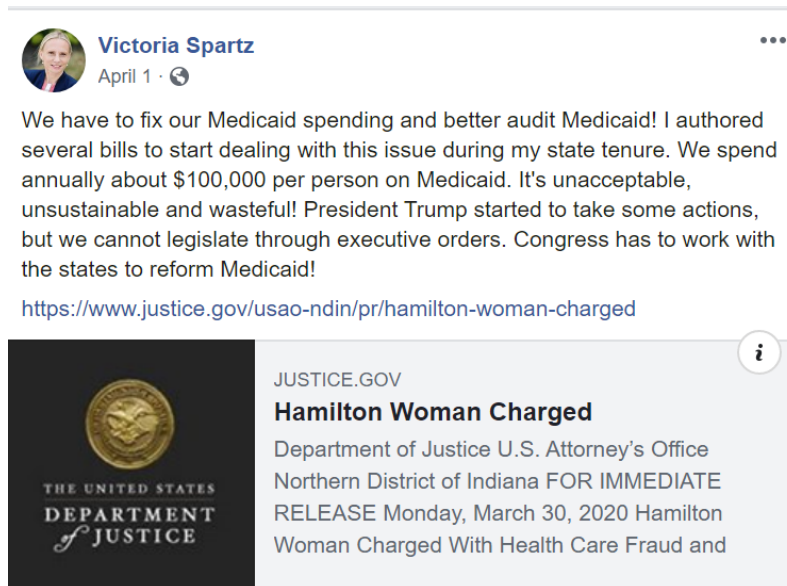 Victoria Spartz
April 1 ·
We have to fix our Medicaid spending and better audit Medicaid! I authored
several bills to start dealing with this issue during my state tenure. We spend
annually about $100,000 per person on Medicaid. It's unacceptable,
unsustainable and wasteful! President Trump started to take some actions,
but we cannot legislate through executive orders. Congress has to work with
the states to reform Medicaid!
https://www.justice.gov/usao-ndin/pr/hamilton-woman-charged
i
THE UNITED STATES
DEPARTMENT
of JUSTICE
JUSTICE.GOV
Hamilton Woman Charged
Department of Justice U.S. Attorney’s Office
Northern District of Indiana FOR IMMEDIATE
RELEASE Monday, March 30, 2020 Hamilton
Woman Charged With Health Care Fraud and